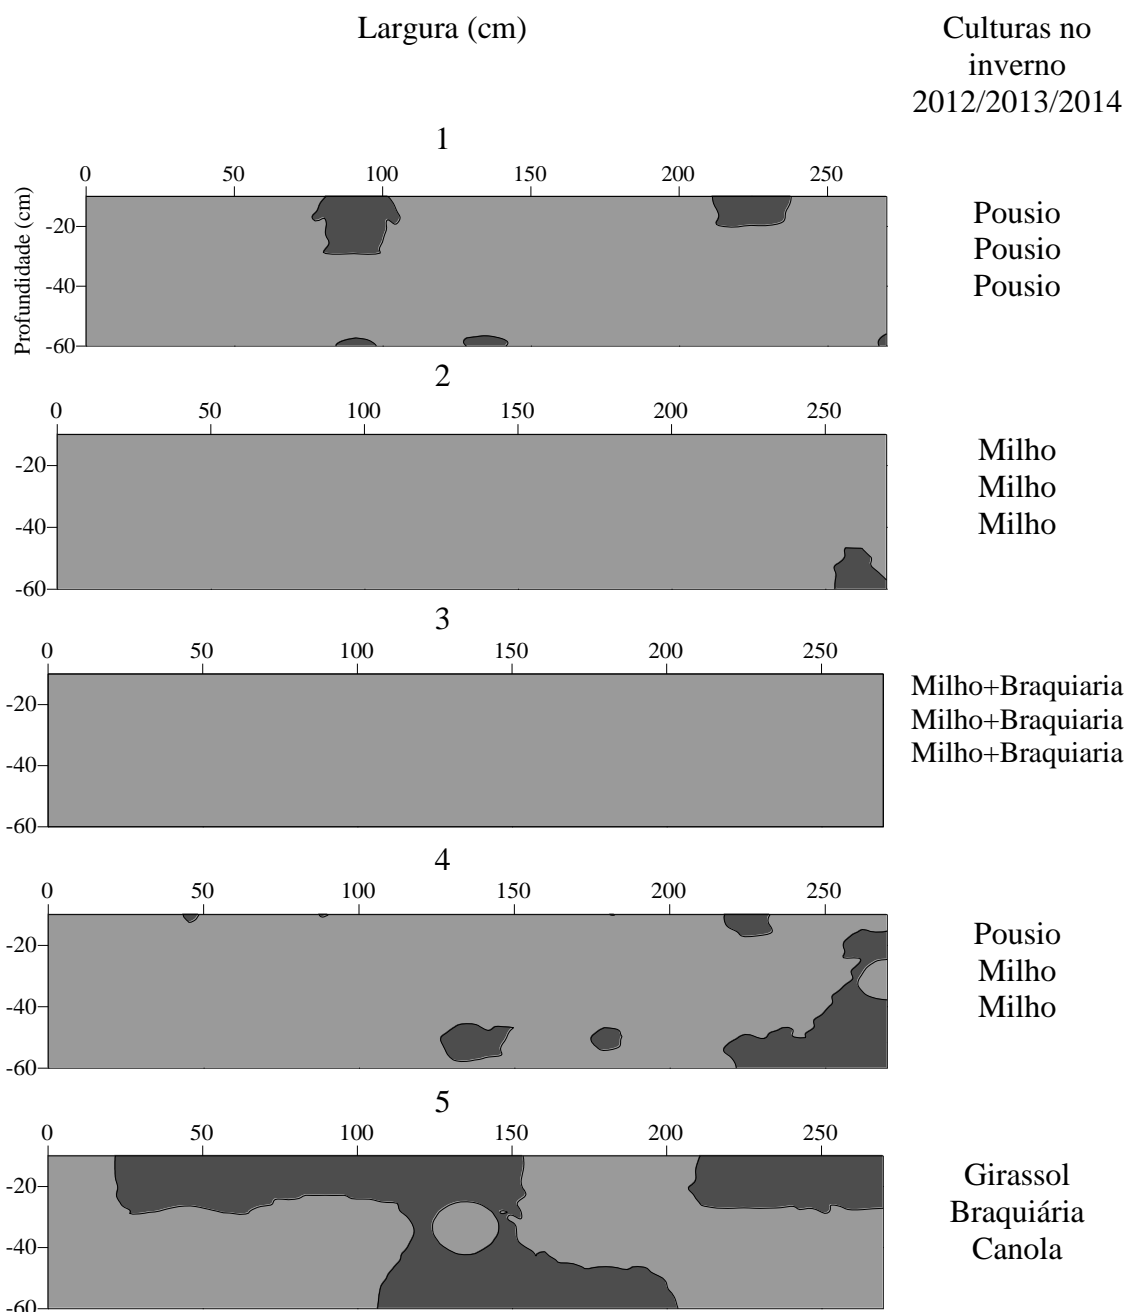 Largura (cm)
Culturas no
inverno
2012/2013/2014
1
0 50 100 150 200 250
Profundidade (cm)
-20
-40
-60
Pousio
Pousio
Pousio
2
0 50 100 150 200 250
-20
-40
-60
Milho
Milho
Milho
3
0 50 100 150 200 250
-20
-40
-60
Milho+Braquiaria
Milho+Braquiaria
Milho+Braquiaria
4
0 50 100 150 200 250
-20
-40
-60
Pousio
Milho
Milho
5
0 50 100 150 200 250
-20
-40
-60
Girassol
Braquiária
Canola